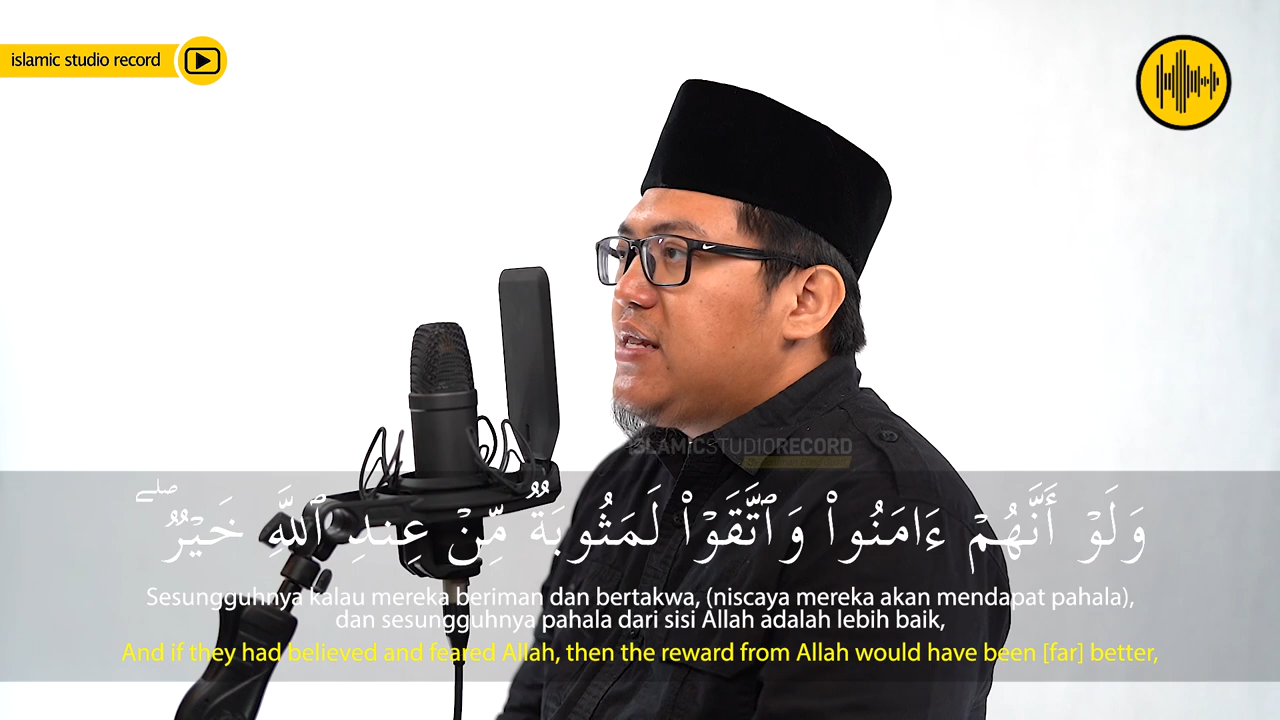 islamic studio record
ISLAMICSTUDIORECORD
وَلَوْ أَنَّهُمْ ءَامَنُوا۟ وَٱتَّقَوْا۟ لَمَثُوبَةٌ مِّنْ عِندِ ٱللَّهِ خَيْرٌ ۖ
Sesungguhnya kalau mereka beriman dan bertakwa, (niscaya mereka akan mendapat pahala),
dan sesungguhnya pahala dari sisi Allah adalah lebih baik,
And if they had believed and feared Allah, then the reward from Allah would have been [far] better,